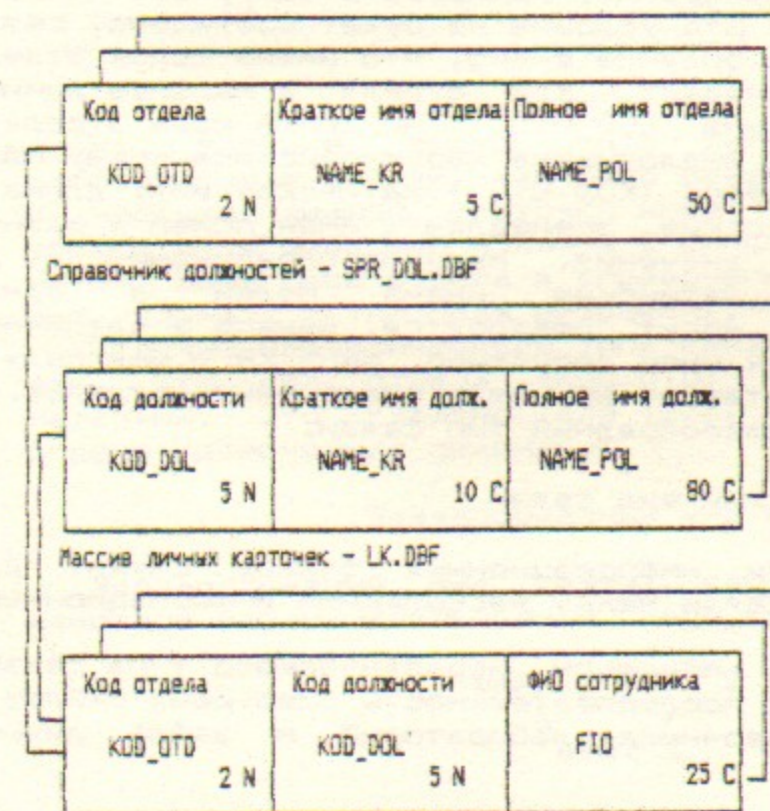 Код отдела Краткое имя отдела Полное имя отдела
KOD_OTD NAME_KR NAME_POL
2 N 5 C 50 C
Справочник должностей - SPR_DOL.DBF
Код должности Краткое имя долж. Полное имя долж.
KOD_DOL NAME_KR NAME_POL
5 N 10 C 80 C
Массив личных карточек - LK.DBF
Код отдела Код должности ФИО сотрудника
KOD_OTD KOD_DOL FIO
2 N 5 N 25 C